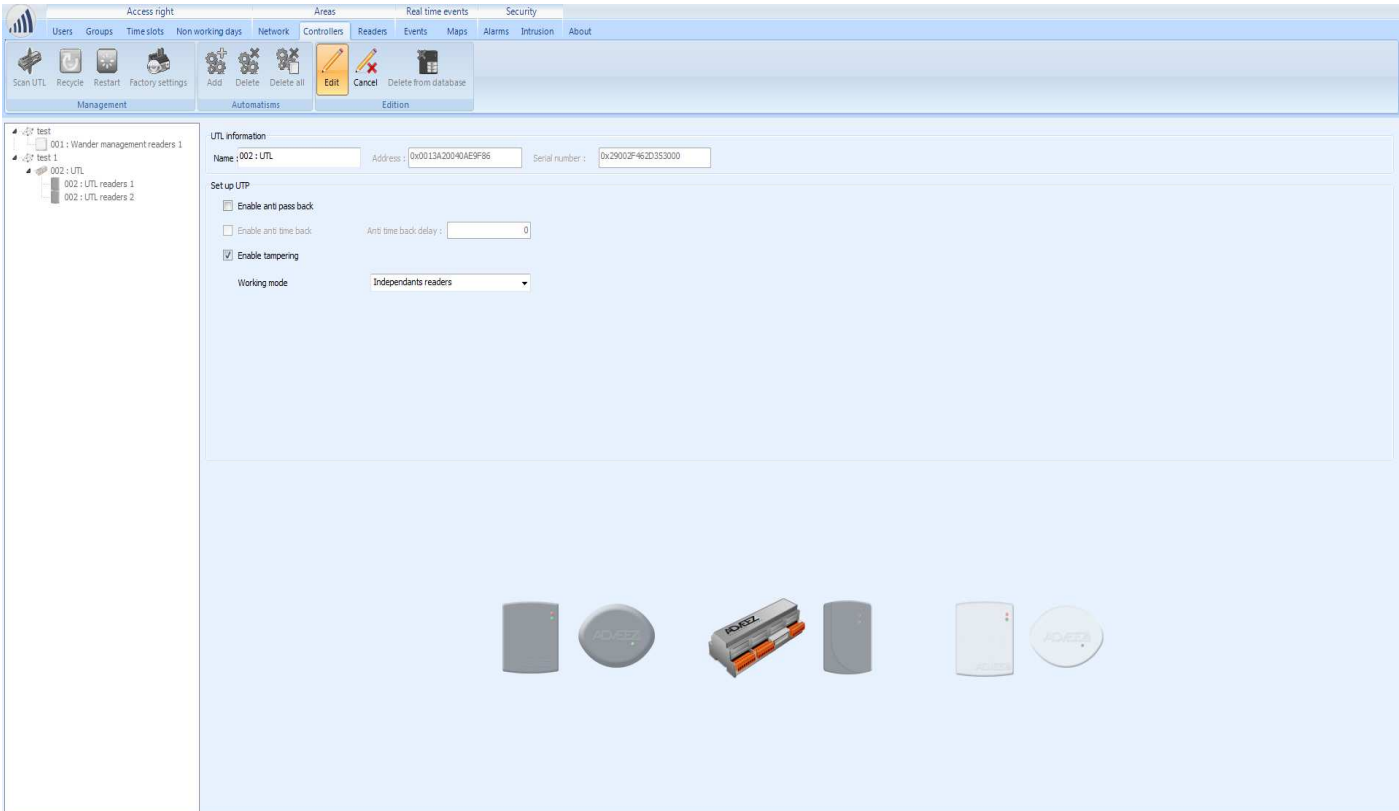 Access right Areas Real time events Security
Users Groups Time slots Non working days Network Controllers Readers Events Maps Alarms Intrusion About
Scan UTL Recycle Restart Factory settings Add Delete Delete all Edit Cancel Delete from database
Management Automatisms Edition
test
001 : Wander management readers 1
test 1
002 : UTL
002 : UTL readers 1
002 : UTL readers 2
UTL information
Name : 002 : UTL Address : 0x0013A20040AE9F86 Serial number : 0x29002F462D353000
Set up UTP
Enable anti pass back
Enable anti time back Anti time back delay : 0
Enable tampering
Working mode Independants readers
ADVEEZ
ADVEEZ
ADVEEZ
ADVEEZ